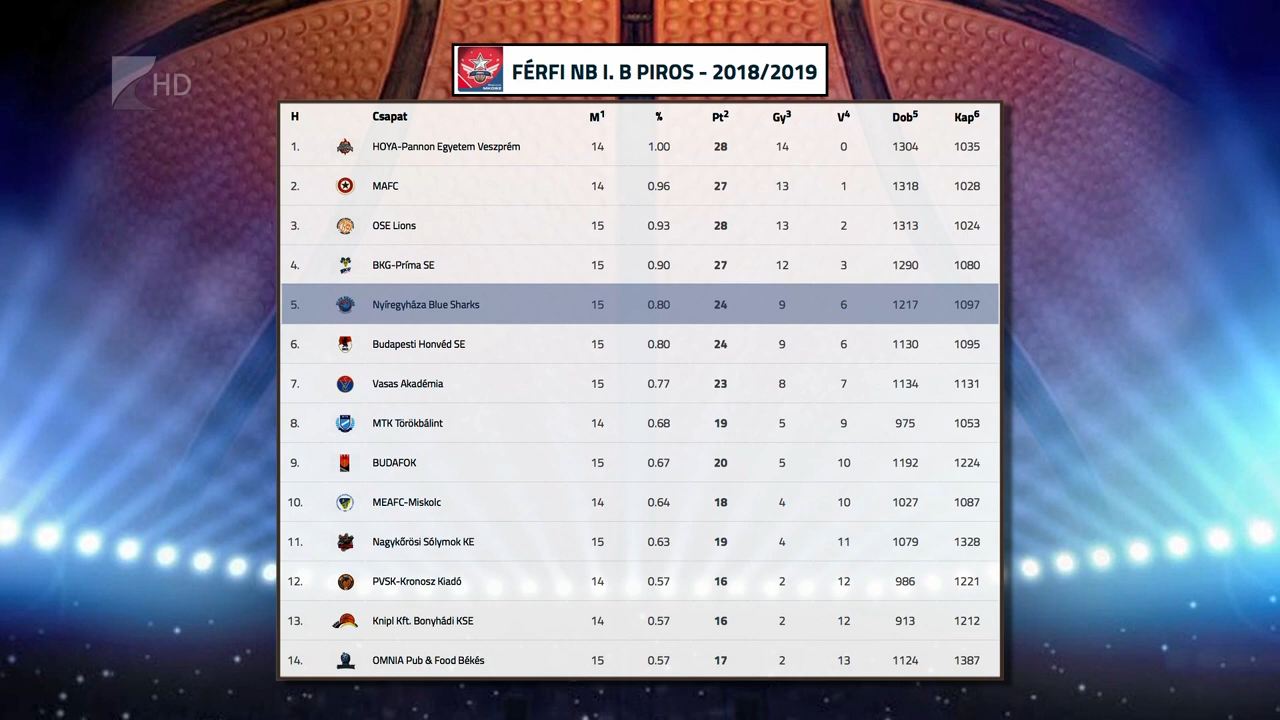 HD
FÉRFI NB I. B PIROS - 2018/2019
H Csapat M¹ % Pt² Gy³ V⁴ Dob⁵ Kap⁶
1. HOYA-Pannon Egyetem Veszprém 14 1.00 28 14 0 1304 1035
2. MAFC 14 0.96 27 13 1 1318 1028
3. OSE Lions 15 0.93 28 13 2 1313 1024
4. BKG-Príma SE 15 0.90 27 12 3 1290 1080
5. Nyíregyháza Blue Sharks 15 0.80 24 9 6 1217 1097
6. Budapesti Honvéd SE 15 0.80 24 9 6 1130 1095
7. Vasas Akadémia 15 0.77 23 8 7 1134 1131
8. MTK Törökbálint 14 0.68 19 5 9 975 1053
9. BUDAFOK 15 0.67 20 5 10 1192 1224
10. MEAFC-Miskolc 14 0.64 18 4 10 1027 1087
11. Nagykőrösi Sólymok KE 15 0.63 19 4 11 1079 1328
12. PVSK-Kronosz Kiadó 14 0.57 16 2 12 986 1221
13. Knipl Kft. Bonyhádi KSE 14 0.57 16 2 12 913 1212
14. OMNIA Pub & Food Békés 15 0.57 17 2 13 1124 1387